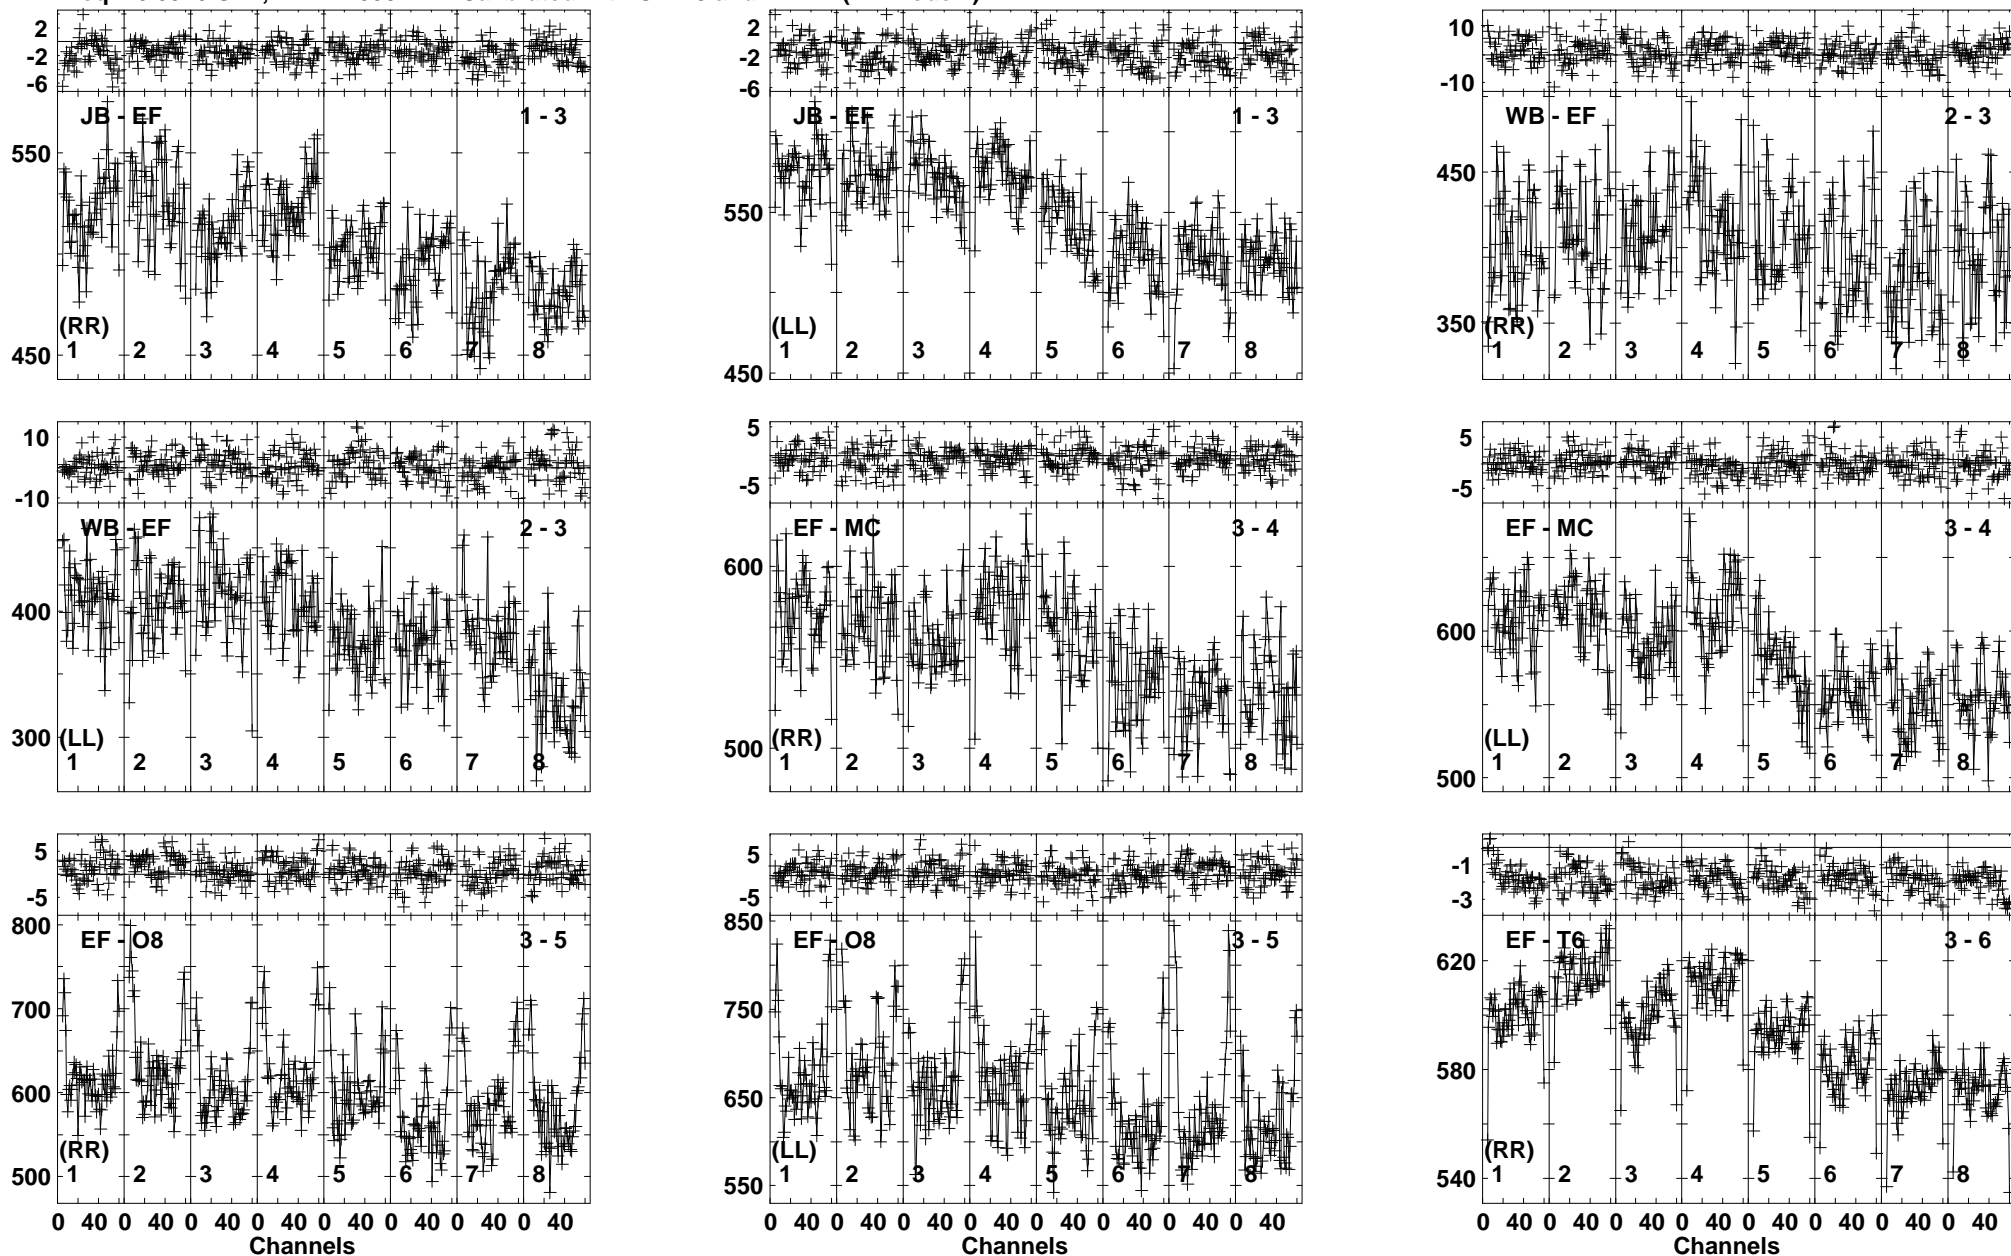 2 2 10
-2 -2
-6 -6 -10
JB - EF 1 - 3 JB - EF 1 - 3 WB - EF 2 - 3
550 550 450
(RR) (LL) 350 (RR)
450 1 2 3 4 5 6 7 8 450 1 2 3 4 5 6 7 8 1 2 3 4 5 6 7 8
10 5 5
-10 -5 -5
WB - EF 2 - 3 EF - MC 3 - 4 EF - MC 3 - 4
400 600 600
300 (LL) 500 (RR) (LL)
1 2 3 4 5 6 7 8 1 2 3 4 5 6 7 8 500 1 2 3 4 5 6 7 8
5 5 -1
-5 -5 -3
800 EF - O8 3 - 5 850 EF - O8 3 - 5 EF - T6 3 - 6
700 750 620
600 650 580
500 (RR) 550 (LL) 540 (RR)
1 2 3 4 5 6 7 8 1 2 3 4 5 6 7 8 1 2 3 4 5 6 7 8
0 40 0 40 0 40 0 40 0 40 0 40 0 40 0 40 0 40 0 40 0 40 0 40 0 40 0 40 0 40 0 40 0 40 0 40 0 40 0 40 0 40 0 40 0 40 0 40
Channels Channels